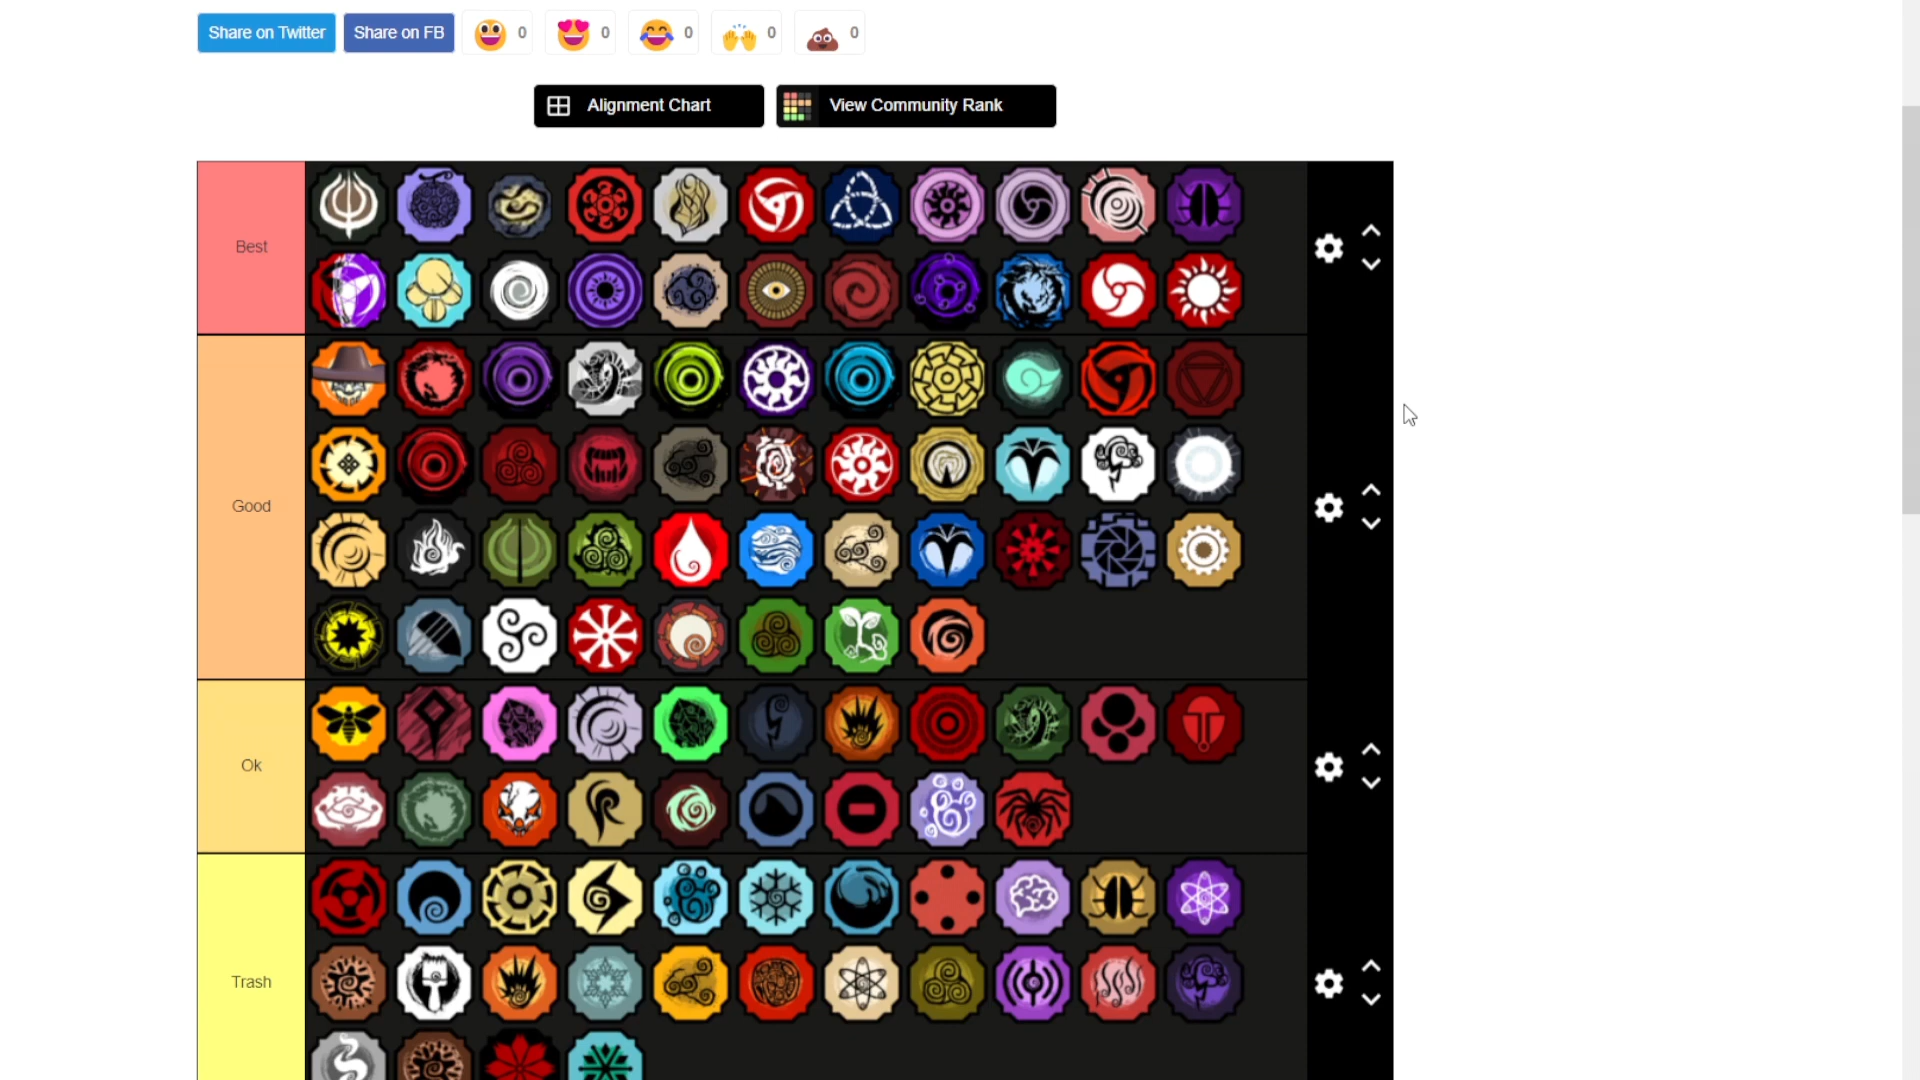 Share on Twitter Share on FB 0 0 0 0 0
Alignment Chart View Community Rank
Best
Good
Ok
Trash